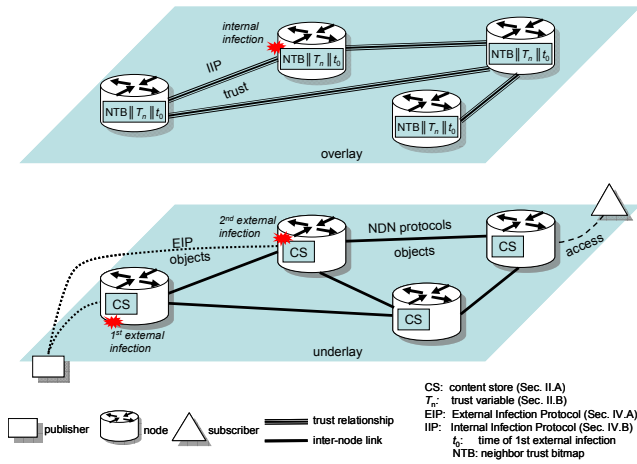 internal
infection
NTB‖Tn‖t0
NTB‖Tn‖t0
IIP
trust
NTB‖Tn‖t0
NTB‖Tn‖t0
overlay
2nd external
infection
NDN protocols
EIP
objects
objects
access
CS
CS
CS
CS
1st external
infection
underlay
publisher
node
subscriber
trust relationship
inter-node link
CS: content store (Sec. II.A)
Tn: trust variable (Sec. II.B)
EIP: External Infection Protocol (Sec. IV.A)
IIP: Internal Infection Protocol (Sec. IV.B)
t0: time of 1st external infection
NTB: neighbor trust bitmap